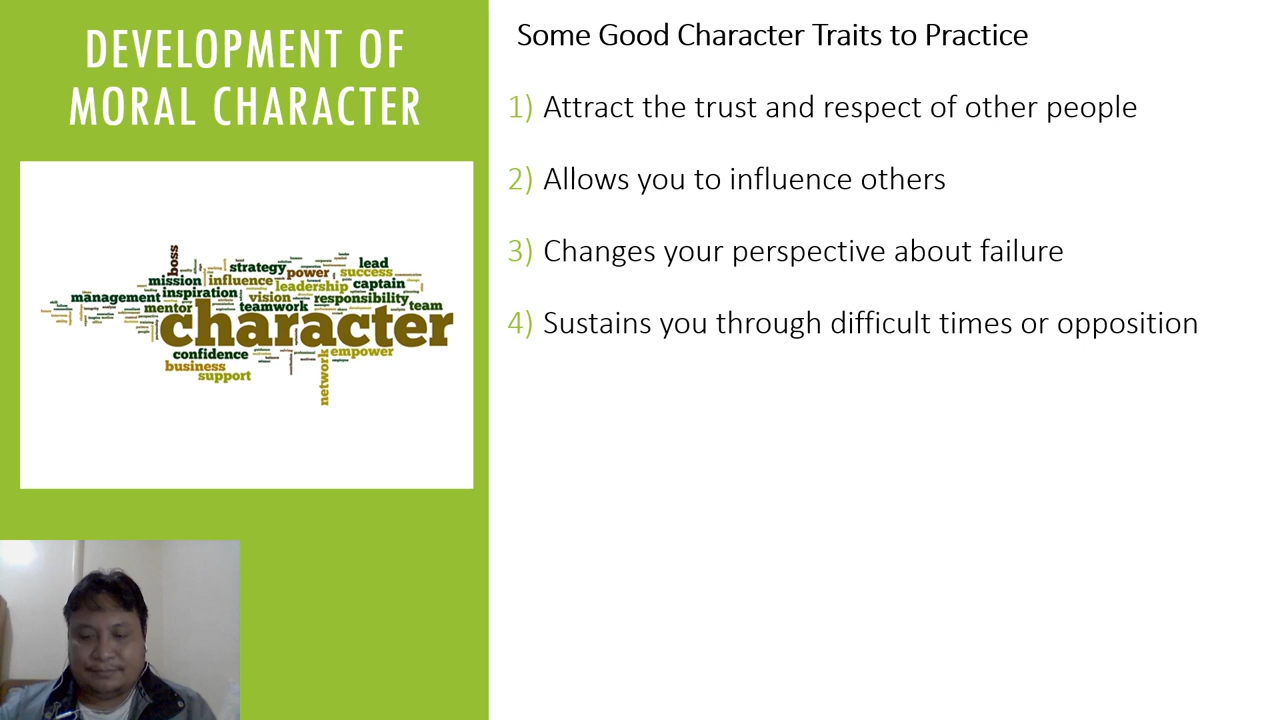 DEVELOPMENT OF
MORAL CHARACTER
Some Good Character Traits to Practice
1) Attract the trust and respect of other people
2) Allows you to influence others
3) Changes your perspective about failure
4) Sustains you through difficult times or opposition
boss
strategy
lead
power
success
mission
influence
leadership
captain
inspiration
vision
responsibility
management
mentor
teamwork
team
character
confidence
empower
business
support
network